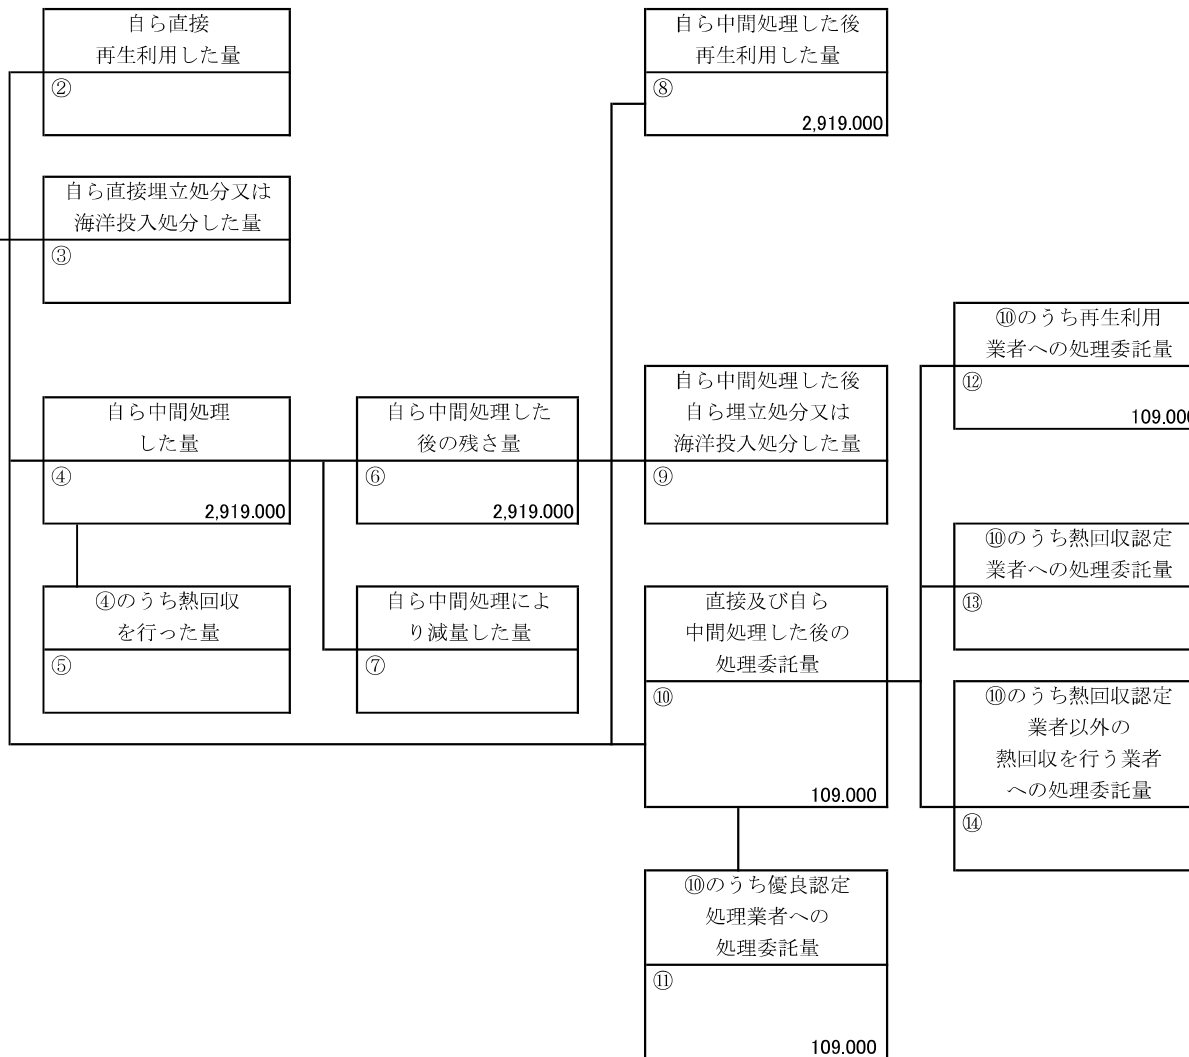 自ら直接
再生利用した量
②
自ら中間処理した後
再生利用した量
⑧
2,919.000
自ら直接埋立処分又は
海洋投入処分した量
③
⑩のうち再生利用
業者への処理委託量
⑫
109.000
自ら中間処理
した量
④
2,919.000
自ら中間処理した
後の残さ量
⑥
2,919.000
自ら中間処理した後
自ら埋立処分又は
海洋投入処分した量
⑨
⑩のうち熱回収認定
業者への処理委託量
⑬
④のうち熱回収
を行った量
⑤
自ら中間処理によ
り減量した量
⑦
直接及び自ら
中間処理した後の
処理委託量
⑩
109.000
⑩のうち熱回収認定
業者以外の
熱回収を行う業者
への処理委託量
⑭
⑩のうち優良認定
処理業者への
処理委託量
⑪
109.000